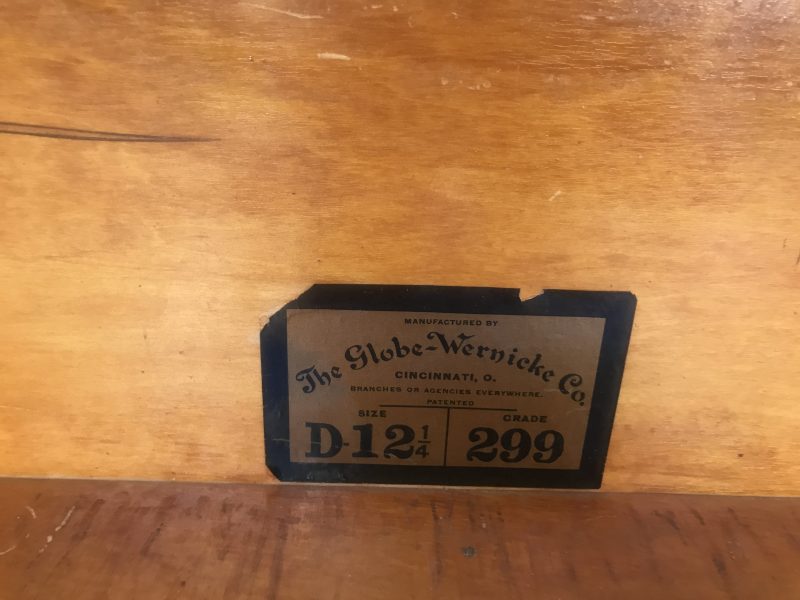 MANUFACTURED BY
The Globe-Wernicke Co.
CINCINNATI, O.
BRANCHES OR AGENCIES EVERYWHERE.
PATENTED
SIZE GRADE
D-12 1/4 299